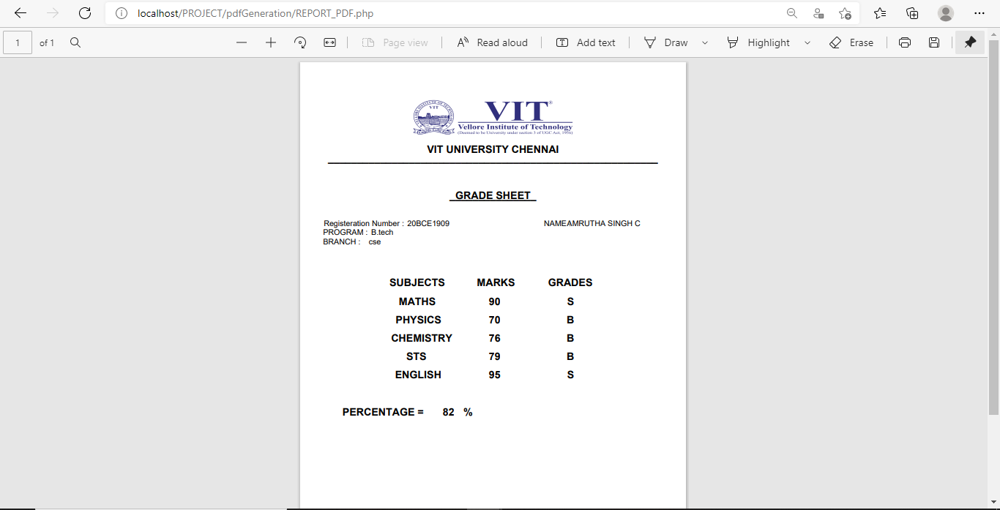 localhost/PROJECT/pdfGeneration/REPORT_PDF.php
1 of 1 Page view Read aloud Add text Draw Highlight Erase
VIT®
Vellore Institute of Technology
(Deemed to be University under section 3 of UGC Act, 1956)
VIT
VIT UNIVERSITY CHENNAI
GRADE SHEET
Registeration Number : 20BCE1909 NAMEAMRUTHA SINGH C
PROGRAM : B.tech
BRANCH : cse
SUBJECTS MARKS GRADES
MATHS 90 S
PHYSICS 70 B
CHEMISTRY 76 B
STS 79 B
ENGLISH 95 S
PERCENTAGE = 82 %